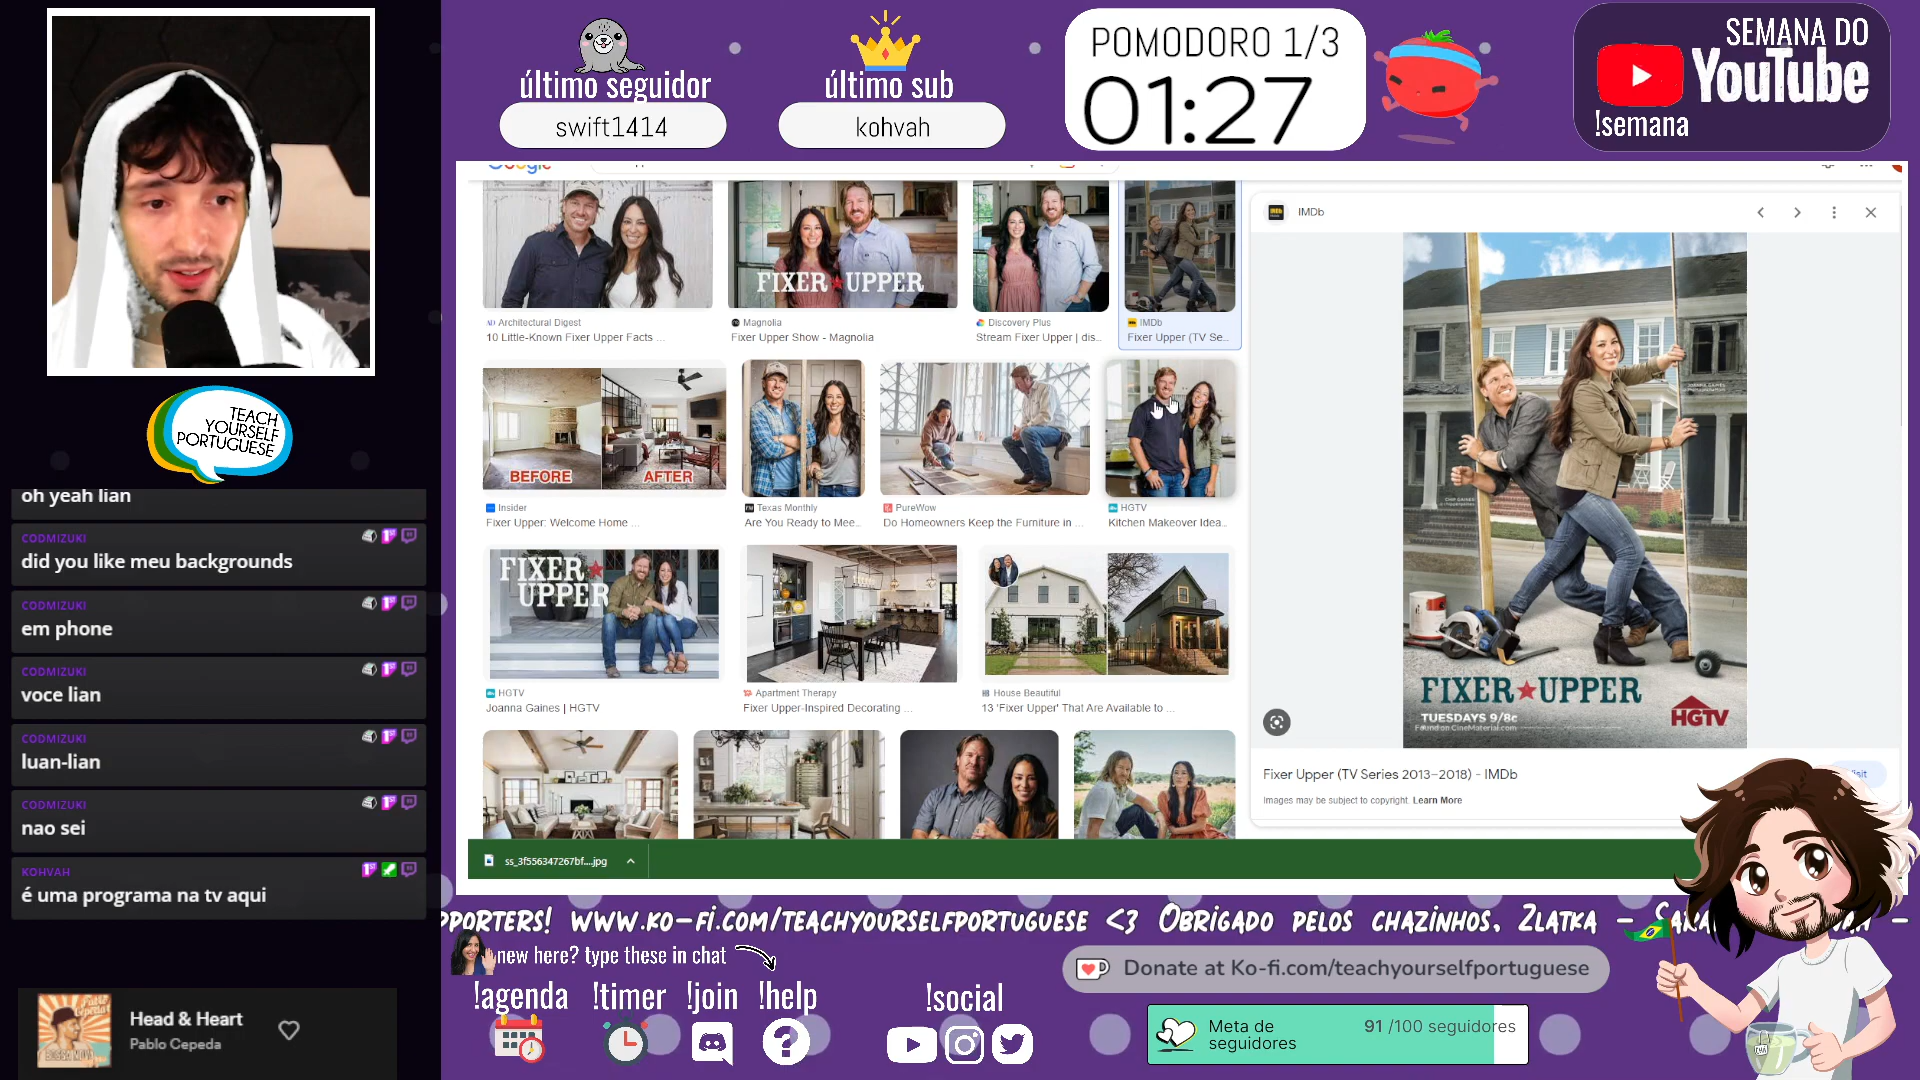 último seguidor
swift1414
último sub
kohvah
POMODORO 1/3
01:27
SEMANA DO
YouTube
!semana
TEACH
YOURSELF
PORTUGUESE
oh yeah lian
CODMIZUKI
did you like meu backgrounds
CODMIZUKI
em phone
CODMIZUKI
voce lian
CODMIZUKI
luan-lian
CODMIZUKI
nao sei
KOHVAH
é uma programa na tv aqui
Head & Heart
Pablo Cepeda
Google
FIXER UPPER
Architectural Digest
10 Little-Known Fixer Upper Facts ...
Magnolia
Fixer Upper Show - Magnolia
Discovery Plus
Stream Fixer Upper | dis...
IMDb
Fixer Upper (TV Se...
BEFORE
AFTER
Insider
Fixer Upper: Welcome Home ...
Texas Monthly
Are You Ready to Mee...
PureWow
Do Homeowners Keep the Furniture in ...
HGTV
Kitchen Makeover Idea...
FIXER
UPPER
HGTV
Joanna Gaines | HGTV
Apartment Therapy
Fixer Upper-Inspired Decorating ...
House Beautiful
13 'Fixer Upper' That Are Available to ...
IMDb
FIXER UPPER
TUESDAYS 9/8c
Found on CineMaterial.com
HGTV
Fixer Upper (TV Series 2013–2018) - IMDb
Images may be subject to copyright. Learn More
ss_3f556347267bf....jpg
PPORTERS! WWW.KO-FI.COM/TEACHYOURSELFPORTUGUESE <3 OBRIGADO PELOS CHAZINHOS, ZLATKA -
new here? type these in chat
!agenda
!timer
!join
!help
!social
Donate at Ko-fi.com/teachyourselfportuguese
Meta de
seguidores
91 /100 seguidores